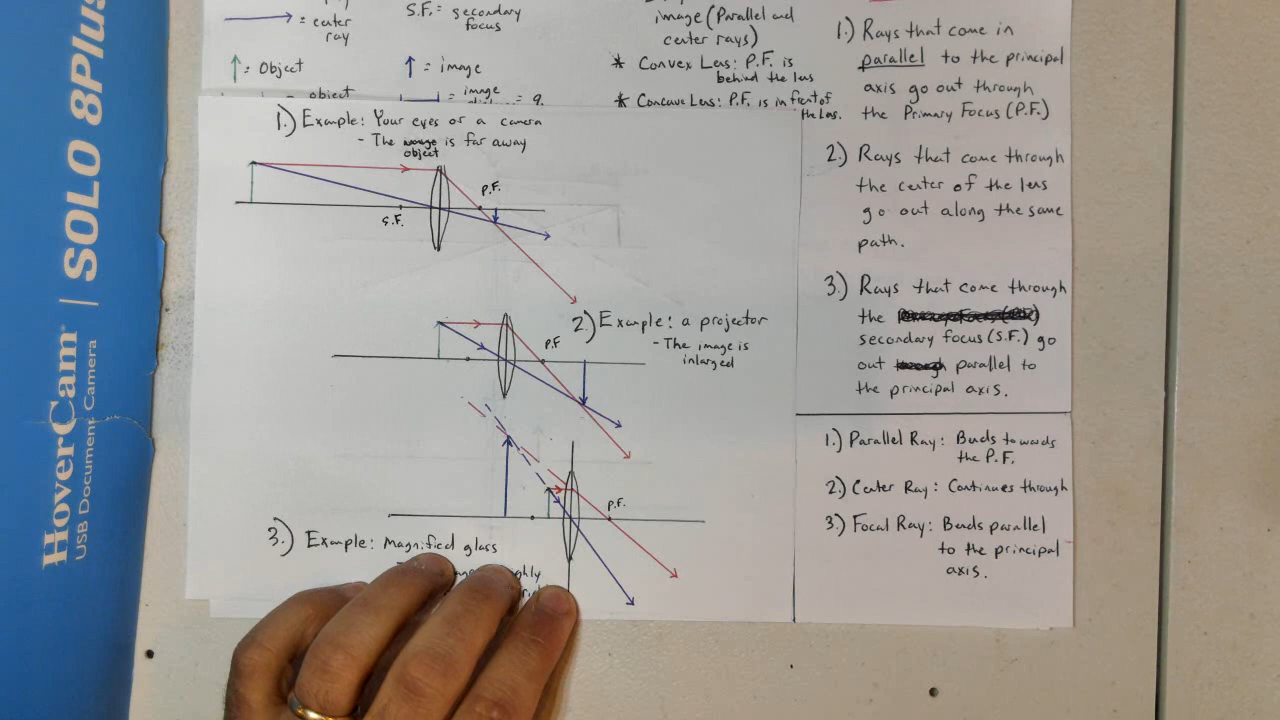 = center
ray
S.F. = secondary
focus
= Object
= image
object
= image
= q.
image (Parallel and
center rays)
* Convex Lens: P.F. is
behind the lens
* Concave Lens: P.F. is in front of
the Lens.
1.) Rays that come in
parallel to the principal
axis go out through
the Primary Focus (P.F.)
2.) Rays that come through
the center of the lens
go out along the same
path.
3.) Rays that come through
the
secondary focus (S.F.) go
out parallel to
the principal axis.
1.) Parallel Ray: Bends towards
the P.F.
2.) Center Ray: Continues through
3.) Focal Ray: Bends parallel
to the principal
axis.
1.) Example: Your eyes or a camera
- The object is far away
P.F.
S.F.
2) Example: a projector
- The image is
inlarged
P.F
P.F.
3.) Example: magnified glass
HoverCam® | SOLO 8Plus
USB Document Camera